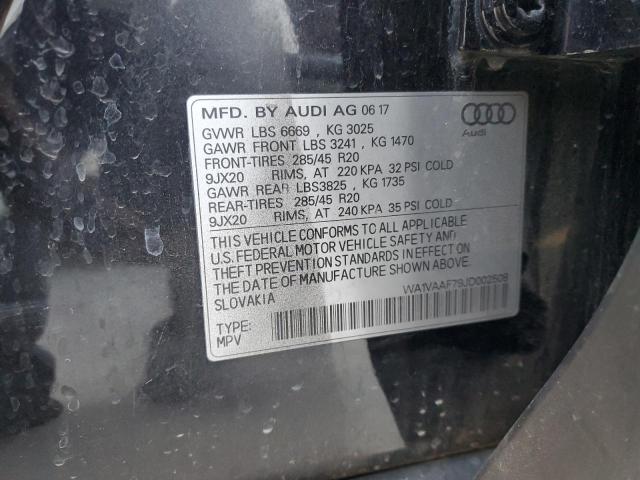 MFD. BY AUDI AG 06 17
GVWR LBS 6669 , KG 3025
GAWR FRONT LBS 3241 , KG 1470
FRONT-TIRES 285/45 R20
9JX20 RIMS, AT 220 KPA 32 PSI COLD
GAWR REAR LBS3825 , KG 1735
REAR-TIRES 285/45 R20
9JX20 RIMS, AT 240 KPA 35 PSI COLD
THIS VEHICLE CONFORMS TO ALL APPLICABLE
U.S.FEDERAL MOTOR VEHICLE SAFETY AND
THEFT PREVENTION STANDARDS IN EFFECT ON
THE DATE OF MANUFACTURE SHOWN ABOVE.
SLOVAKIA
WA1VAAF79JD002509
TYPE:
MPV
Audi